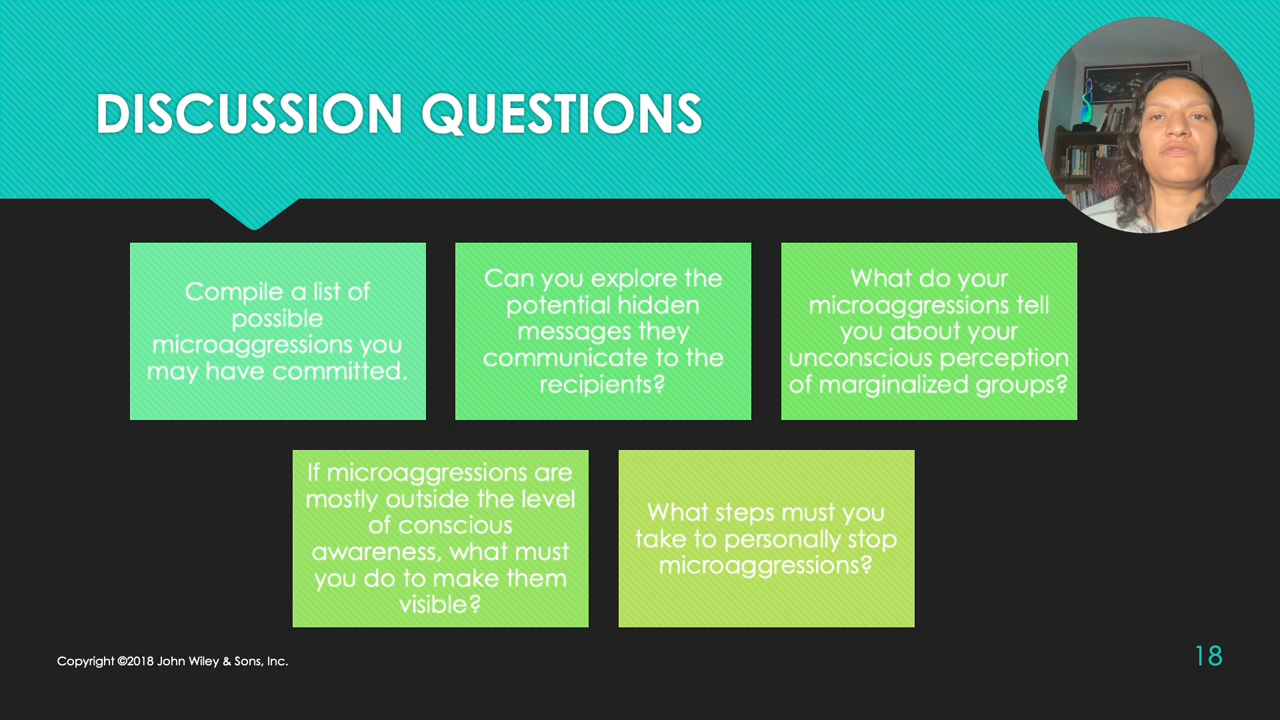 DISCUSSION QUESTIONS
Compile a list of
possible
microaggressions you
may have committed.
Can you explore the
potential hidden
messages they
communicate to the
recipients?
What do your
microaggressions tell
you about your
unconscious perception
of marginalized groups?
If microaggressions are
mostly outside the level
of conscious
awareness, what must
you do to make them
visible?
What steps must you
take to personally stop
microaggressions?
Copyright ©2018 John Wiley & Sons, Inc.
18